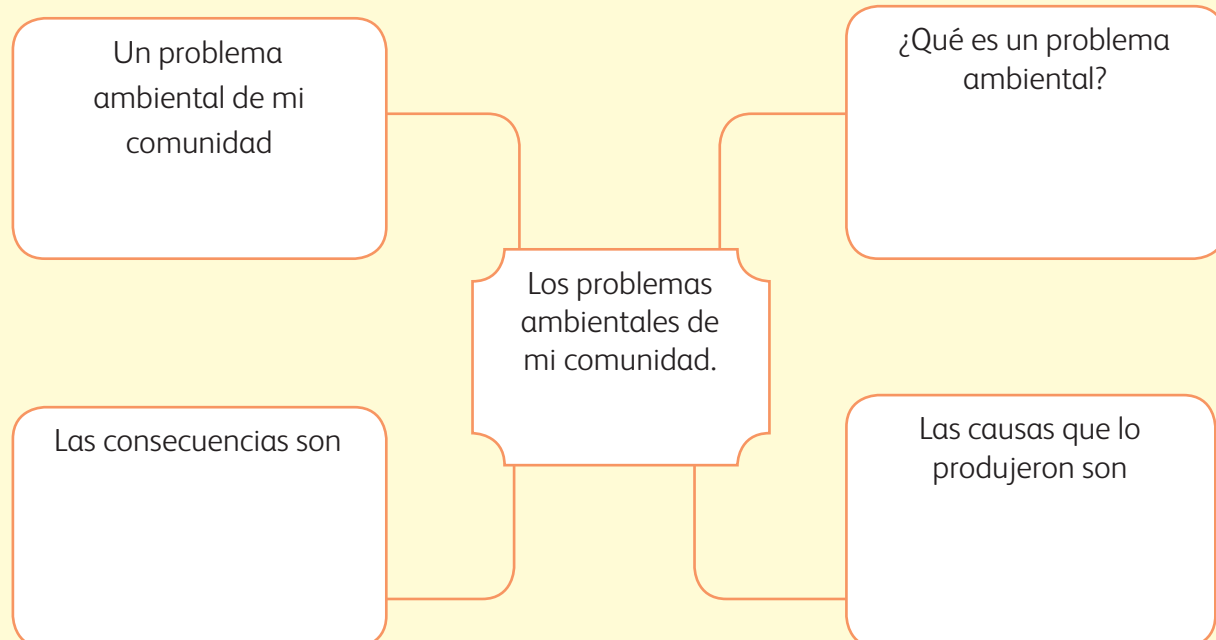 Un problema
ambiental de mi
comunidad
¿Qué es un problema
ambiental?
Los problemas
ambientales de
mi comunidad.
Las consecuencias son
Las causas que lo
produjeron son